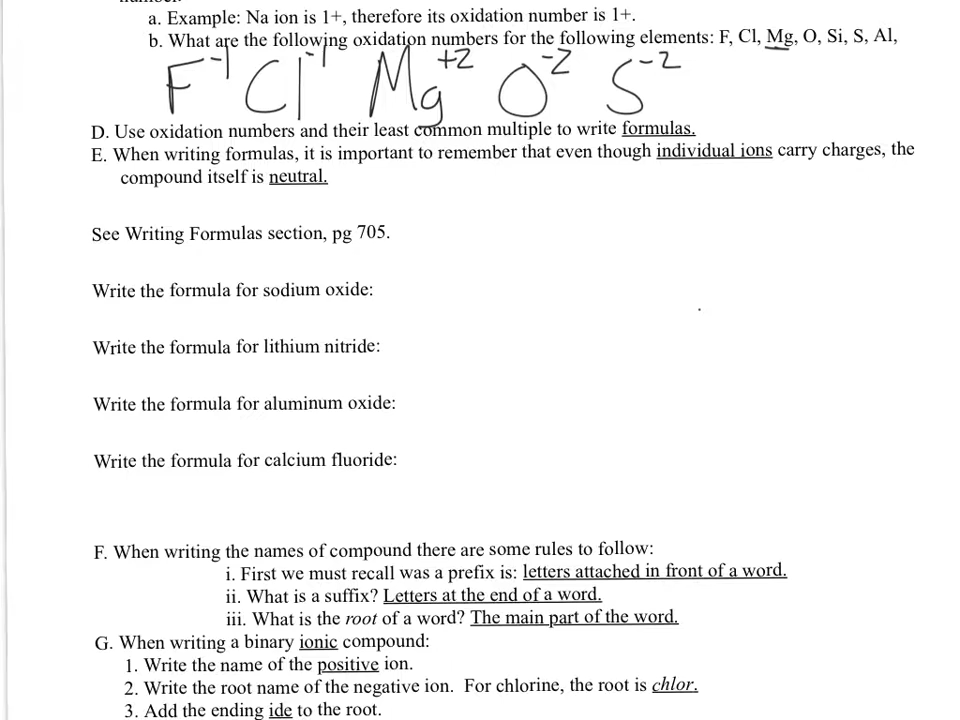 a. Example: Na ion is 1+, therefore its oxidation number is 1+.
b. What are the following oxidation numbers for the following elements: F, Cl, Mg, O, Si, S, Al,
F-1 Cl-1 Mg+2 O-2 S-2
D. Use oxidation numbers and their least common multiple to write formulas.
E. When writing formulas, it is important to remember that even though individual ions carry charges, the
compound itself is neutral.
See Writing Formulas section, pg 705.
Write the formula for sodium oxide:
Write the formula for lithium nitride:
Write the formula for aluminum oxide:
Write the formula for calcium fluoride:
F. When writing the names of compound there are some rules to follow:
i. First we must recall was a prefix is: letters attached in front of a word.
ii. What is a suffix? Letters at the end of a word.
iii. What is the root of a word? The main part of the word.
G. When writing a binary ionic compound:
1. Write the name of the positive ion.
2. Write the root name of the negative ion. For chlorine, the root is chlor.
3. Add the ending ide to the root.